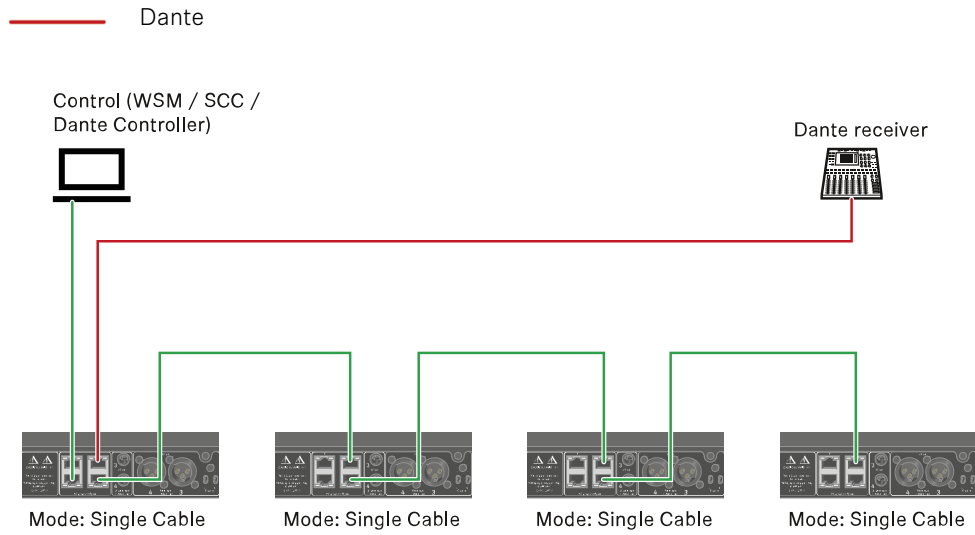 Dante
Control (WSM / SCC /
Dante Controller)
Dante receiver
Mode: Single Cable
Mode: Single Cable
Mode: Single Cable
Mode: Single Cable